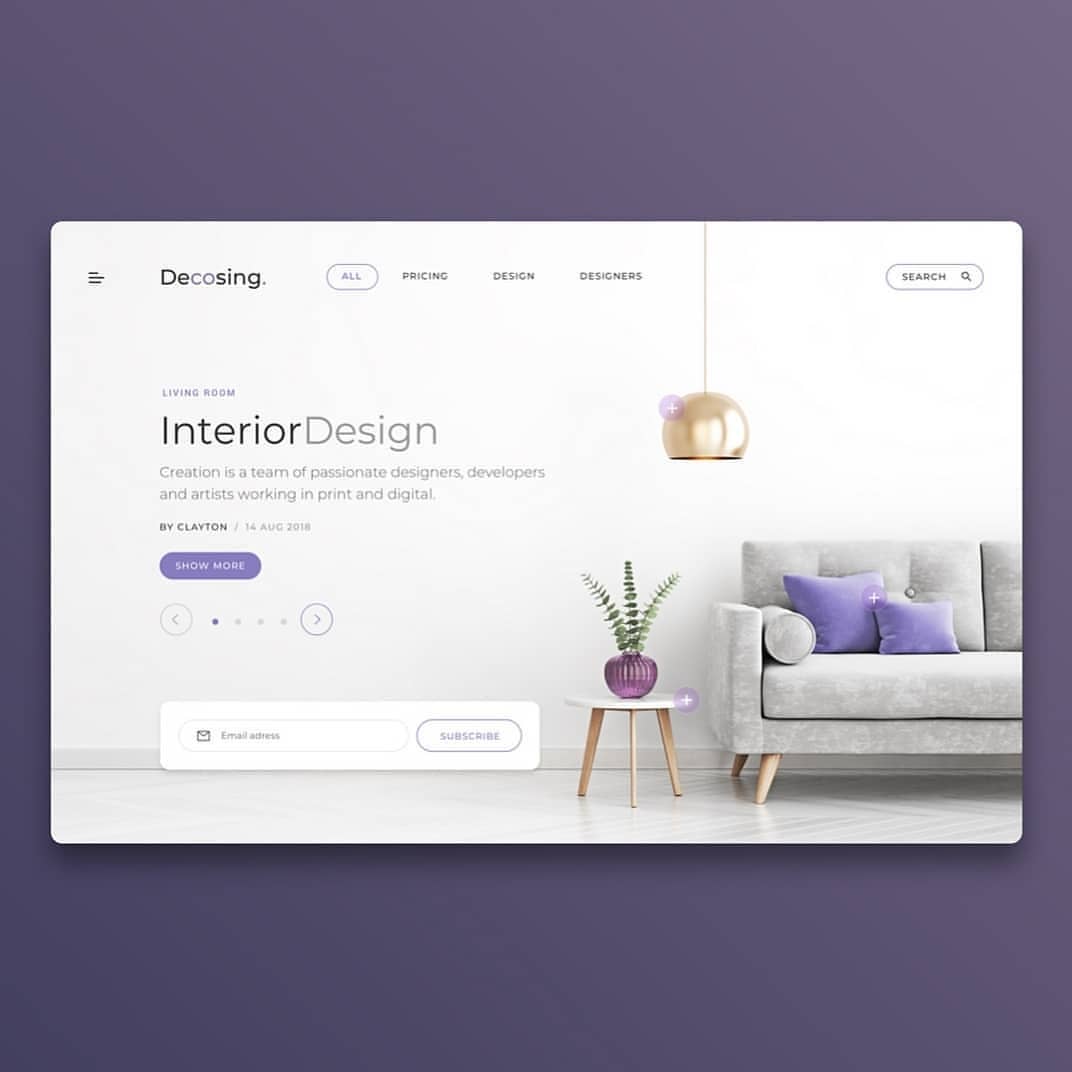 Decosing.
ALL
PRICING
DESIGN
DESIGNERS
SEARCH
LIVING ROOM
InteriorDesign
Creation is a team of passionate designers, developers
and artists working in print and digital.
BY CLAYTON / 14 AUG 2018
SHOW MORE
Email adress
SUBSCRIBE